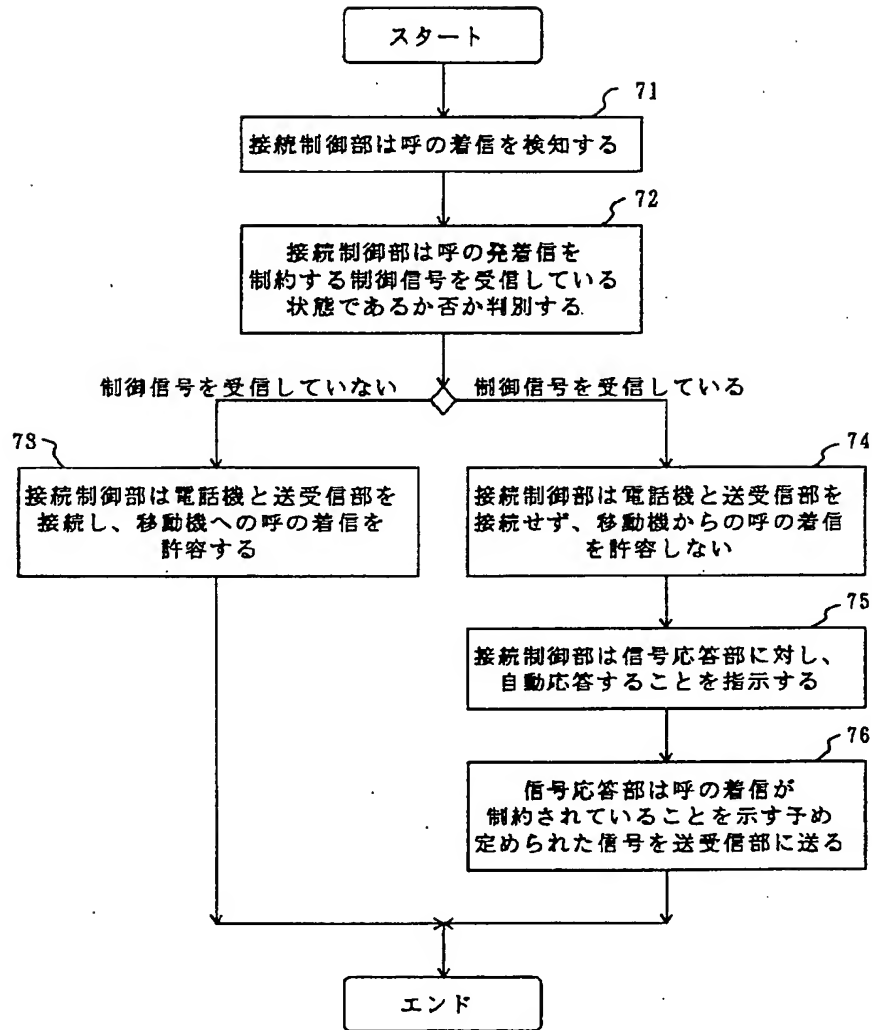 スタート
71
接続制御部は呼の着信を検知する
72
接続制御部は呼の発着信を
制約する制御信号を受信している
状態であるか否か判別する
制御信号を受信していない
制御信号を受信している
73
接続制御部は電話機と送受信部を
接続し、移動機への呼の着信を
許容する
74
接続制御部は電話機と送受信部を
接続せず、移動機からの呼の着信
を許容しない
75
接続制御部は信号応答部に対し、
自動応答することを指示する
76
信号応答部は呼の着信が
制約されていることを示す予め
定められた信号を送受信部に送る
エンド